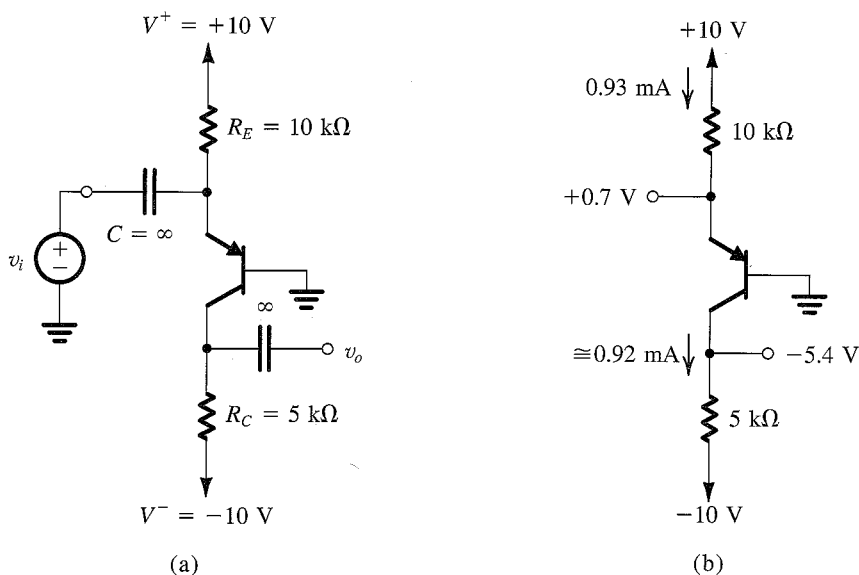 V⁺ = +10 V
R_E = 10 kΩ
C = ∞
+
−
v_i
∞
v_o
R_C = 5 kΩ
V⁻ = −10 V
(a)
+10 V
0.93 mA
10 kΩ
+0.7 V
≅0.92 mA
−5.4 V
5 kΩ
−10 V
(b)